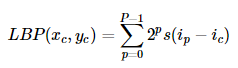 LBP(x_c, y_c) = \sum_{p=0}^{P-1} 2^p s(i_p - i_c)